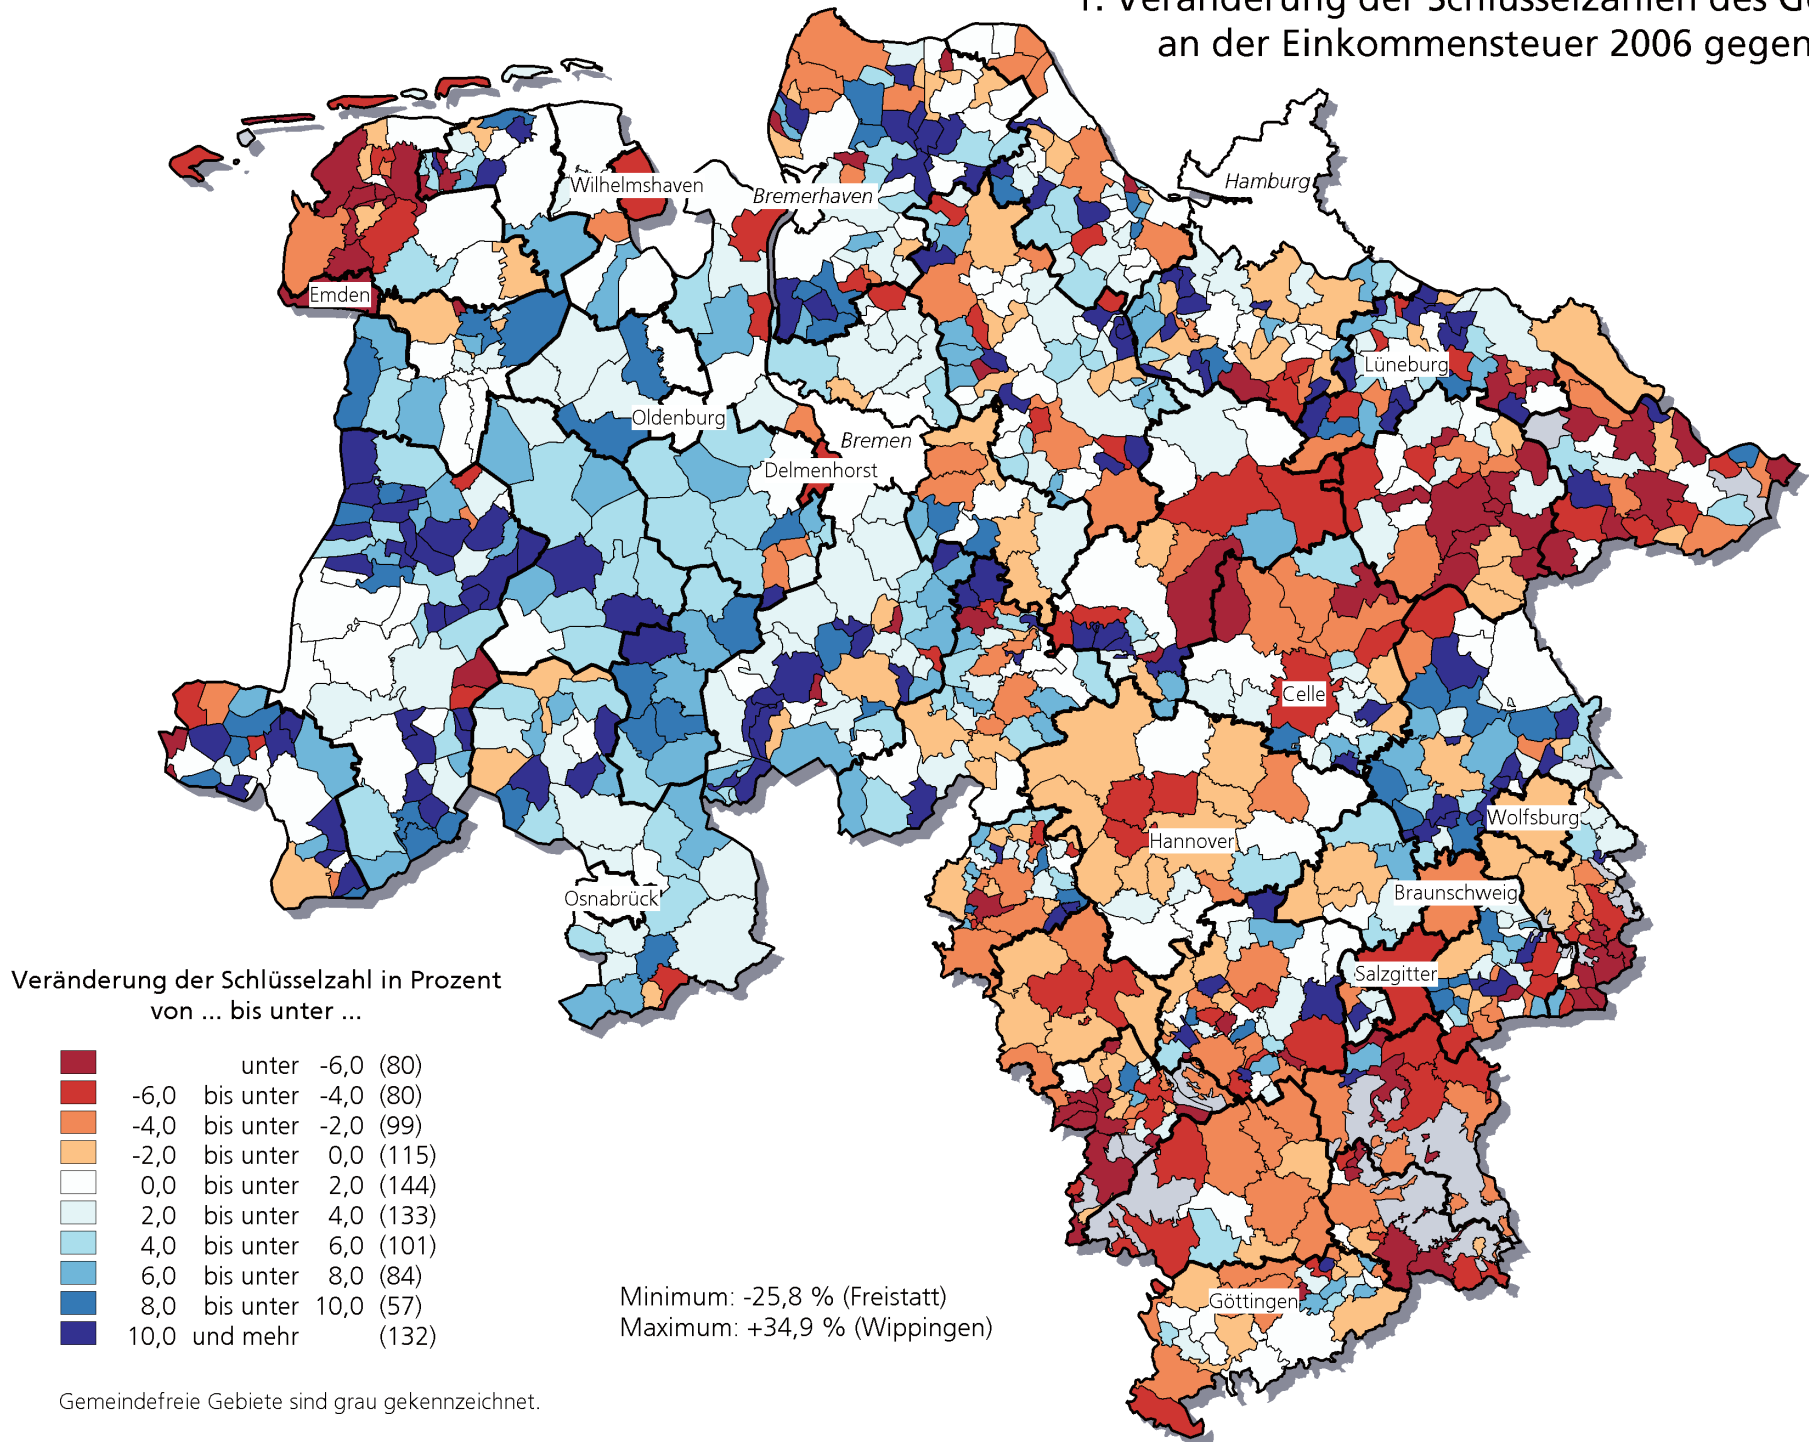 1. Veränderung der Schlüsselzahlen des
an der Einkommensteuer 2006
Wilhelmshaven
Bremerhaven
Hamburg
Emden
Lüneburg
Oldenburg
Bremen
Delmenhorst
Celle
Wolfsburg
Hannover
Braunschweig
Osnabrück
Salzgitter
Göttingen
Veränderung der Schlüsselzahl in Prozent
von ... bis unter ...
unter -6,0 (80)
-6,0 bis unter -4,0 (80)
-4,0 bis unter -2,0 (99)
-2,0 bis unter 0,0 (115)
0,0 bis unter 2,0 (144)
2,0 bis unter 4,0 (133)
4,0 bis unter 6,0 (101)
6,0 bis unter 8,0 (84)
8,0 bis unter 10,0 (57)
10,0 und mehr (132)
Minimum: -25,8 % (Freistatt)
Maximum: +34,9 % (Wippingen)
Gemeindefreie Gebiete sind grau gekennzeichnet.